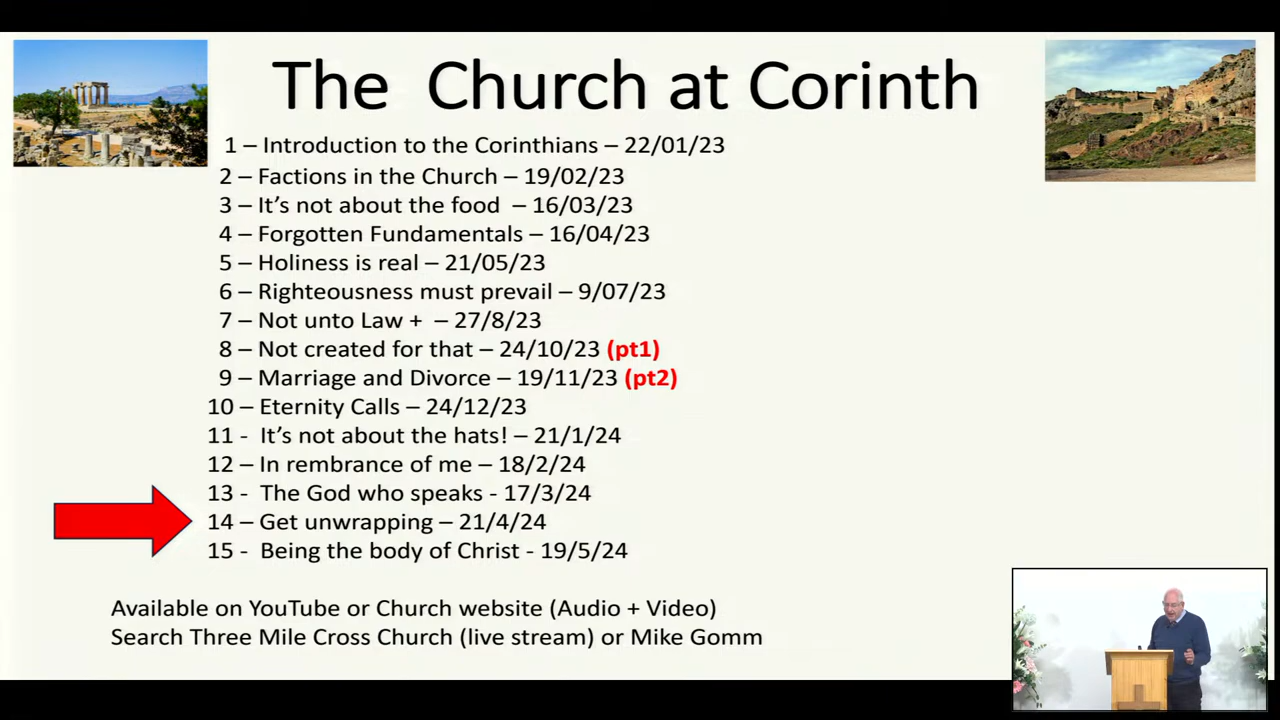 The Church at Corinth
1 – Introduction to the Corinthians – 22/01/23
2 – Factions in the Church – 19/02/23
3 – It's not about the food – 16/03/23
4 – Forgotten Fundamentals – 16/04/23
5 – Holiness is real – 21/05/23
6 – Righteousness must prevail – 9/07/23
7 – Not unto Law + – 27/8/23
8 – Not created for that – 24/10/23 (pt1)
9 – Marriage and Divorce – 19/11/23 (pt2)
10 – Eternity Calls – 24/12/23
11 - It's not about the hats! – 21/1/24
12 – In rembrance of me – 18/2/24
13 - The God who speaks - 17/3/24
14 – Get unwrapping – 21/4/24
15 - Being the body of Christ - 19/5/24
Available on YouTube or Church website (Audio + Video)
Search Three Mile Cross Church (live stream) or Mike Gomm